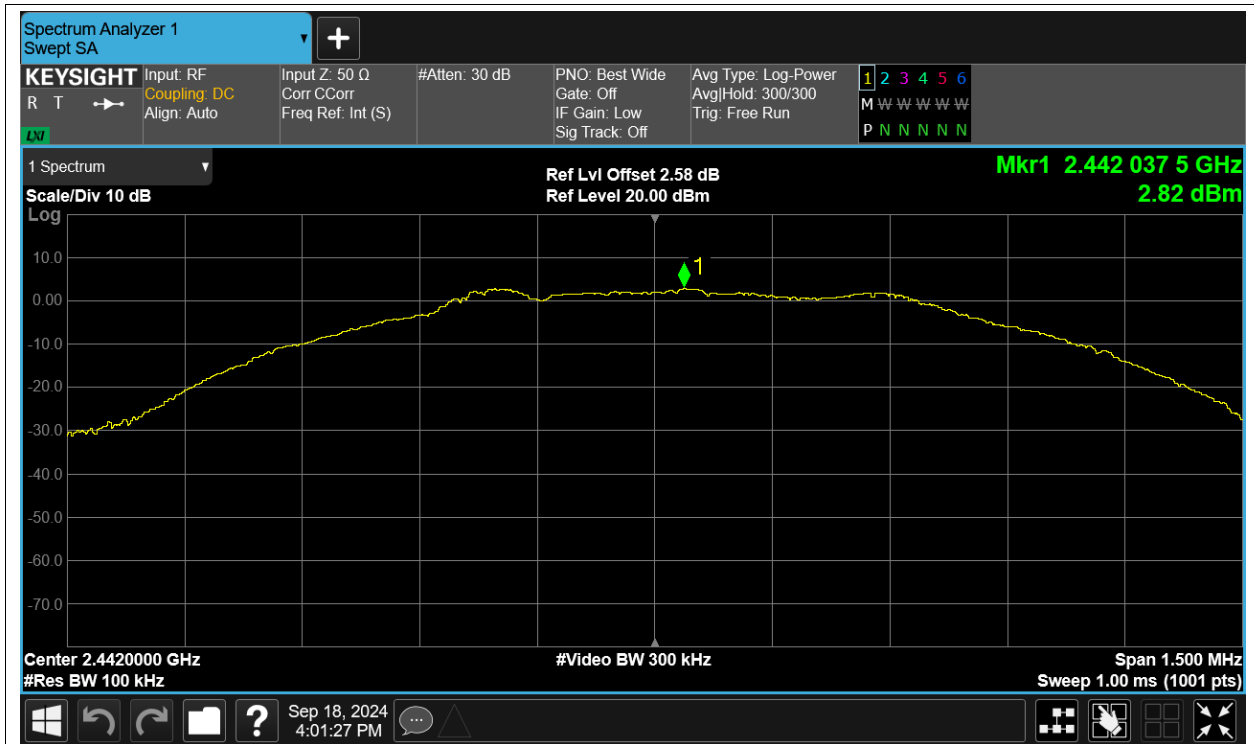 Spectrum Analyzer 1
Swept SA
+
KEYSIGHT
R T
LXI
Input: RF
Coupling: DC
Align: Auto
Input Z: 50 Ω
Corr CCorr
Freq Ref: Int (S)
#Atten: 30 dB
PNO: Best Wide
Gate: Off
IF Gain: Low
Sig Track: Off
Avg Type: Log-Power
Avg|Hold: 300/300
Trig: Free Run
1 2 3 4 5 6
M W W W W W
P N N N N N
1 Spectrum
Scale/Div 10 dB
Ref Lvl Offset 2.58 dB
Ref Level 20.00 dBm
Mkr1 2.442 037 5 GHz
2.82 dBm
Log
10.0
0.00
-10.0
-20.0
-30.0
-40.0
-50.0
-60.0
-70.0
1
Center 2.4420000 GHz
#Res BW 100 kHz
#Video BW 300 kHz
Span 1.500 MHz
Sweep 1.00 ms (1001 pts)
?
Sep 18, 2024
4:01:27 PM